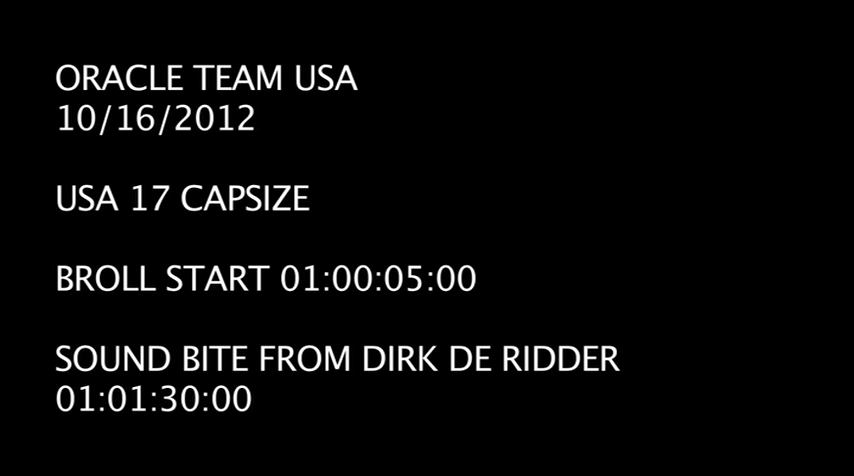 ORACLE TEAM USA
10/16/2012
USA 17 CAPSIZE
BROLL START 01:00:05:00
SOUND BITE FROM DIRK DE RIDDER
01:01:30:00